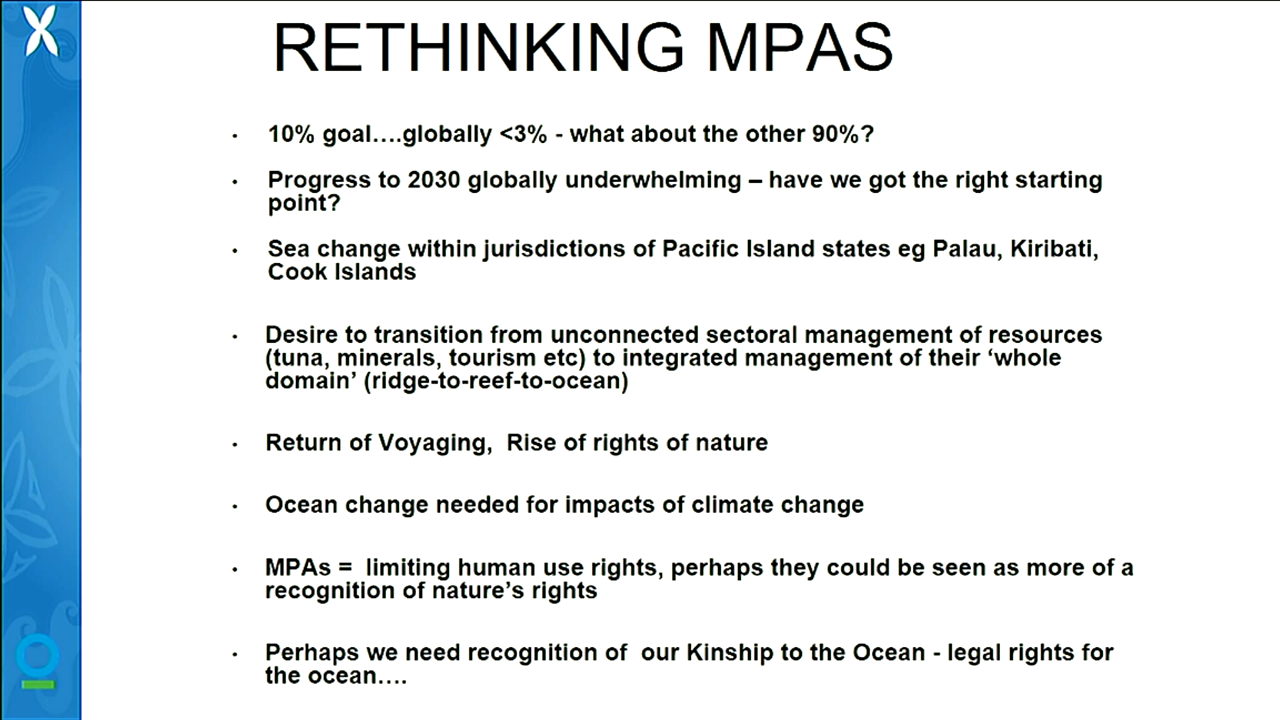 RETHINKING MPAS
· 10% goal....globally <3% - what about the other 90%?
· Progress to 2030 globally underwhelming – have we got the right starting
point?
· Sea change within jurisdictions of Pacific Island states eg Palau, Kiribati,
Cook Islands
· Desire to transition from unconnected sectoral management of resources
(tuna, minerals, tourism etc) to integrated management of their ‘whole
domain’ (ridge-to-reef-to-ocean)
· Return of Voyaging,  Rise of rights of nature
· Ocean change needed for impacts of climate change
· MPAs =  limiting human use rights, perhaps they could be seen as more of a
recognition of nature’s rights
· Perhaps we need recognition of  our Kinship to the Ocean - legal rights for
the ocean....